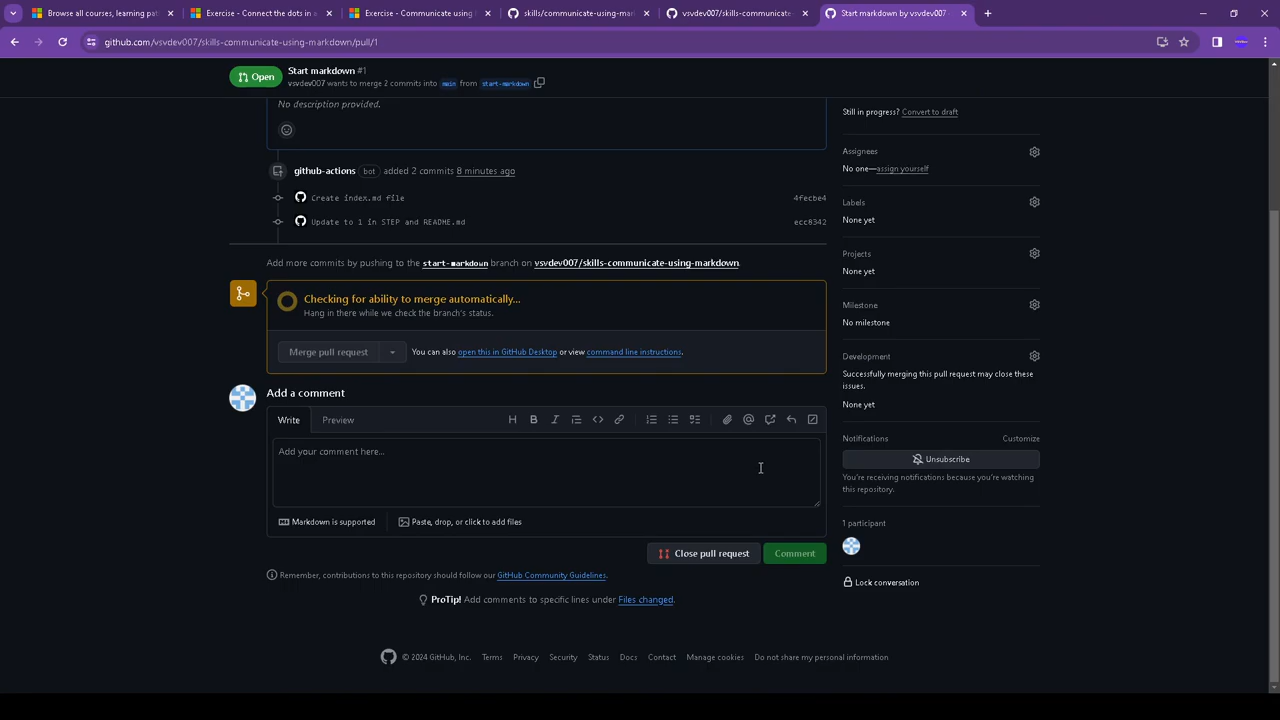 Browse all courses, learning pat
Exercise - Connect the dots in a
Exercise - Communicate using
skills/communicate-using-mar
vsvdev007/skills-communicate-
Start markdown by vsvdev007
github.com/vsvdev007/skills-communicate-using-markdown/pull/1
Open
Start markdown #1
vsvdev007 wants to merge 2 commits into main from start-markdown
No description provided.
Still in progress? Convert to draft
Assignees
No one—assign yourself
github-actions bot added 2 commits 8 minutes ago
Create index.md file 4fecbe4
Labels
None yet
Update to 1 in STEP and README.md ecc8342
Projects
None yet
Add more commits by pushing to the start-markdown branch on vsvdev007/skills-communicate-using-markdown.
Checking for ability to merge automatically...
Hang in there while we check the branch's status.
Milestone
No milestone
Merge pull request
You can also open this in GitHub Desktop or view command line instructions.
Development
Successfully merging this pull request may close these
issues.
None yet
Add a comment
Write
Preview
H B I
Add your comment here...
Notifications
Customize
Unsubscribe
You're receiving notifications because you're watching
this repository.
Markdown is supported
Paste, drop, or click to add files
1 participant
Close pull request
Comment
Remember, contributions to this repository should follow our GitHub Community Guidelines.
Lock conversation
ProTip! Add comments to specific lines under Files changed.
© 2024 GitHub, Inc.
Terms
Privacy
Security
Status
Docs
Contact
Manage cookies
Do not share my personal information